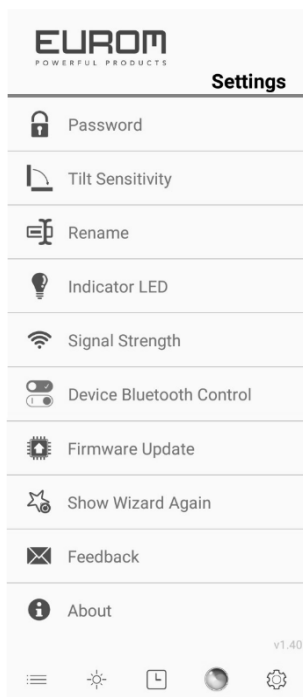 EUROM
POWERFUL PRODUCTS
Settings
Password
Tilt Sensitivity
Rename
Indicator LED
Signal Strength
Device Bluetooth Control
Firmware Update
Show Wizard Again
Feedback
About
v1.40